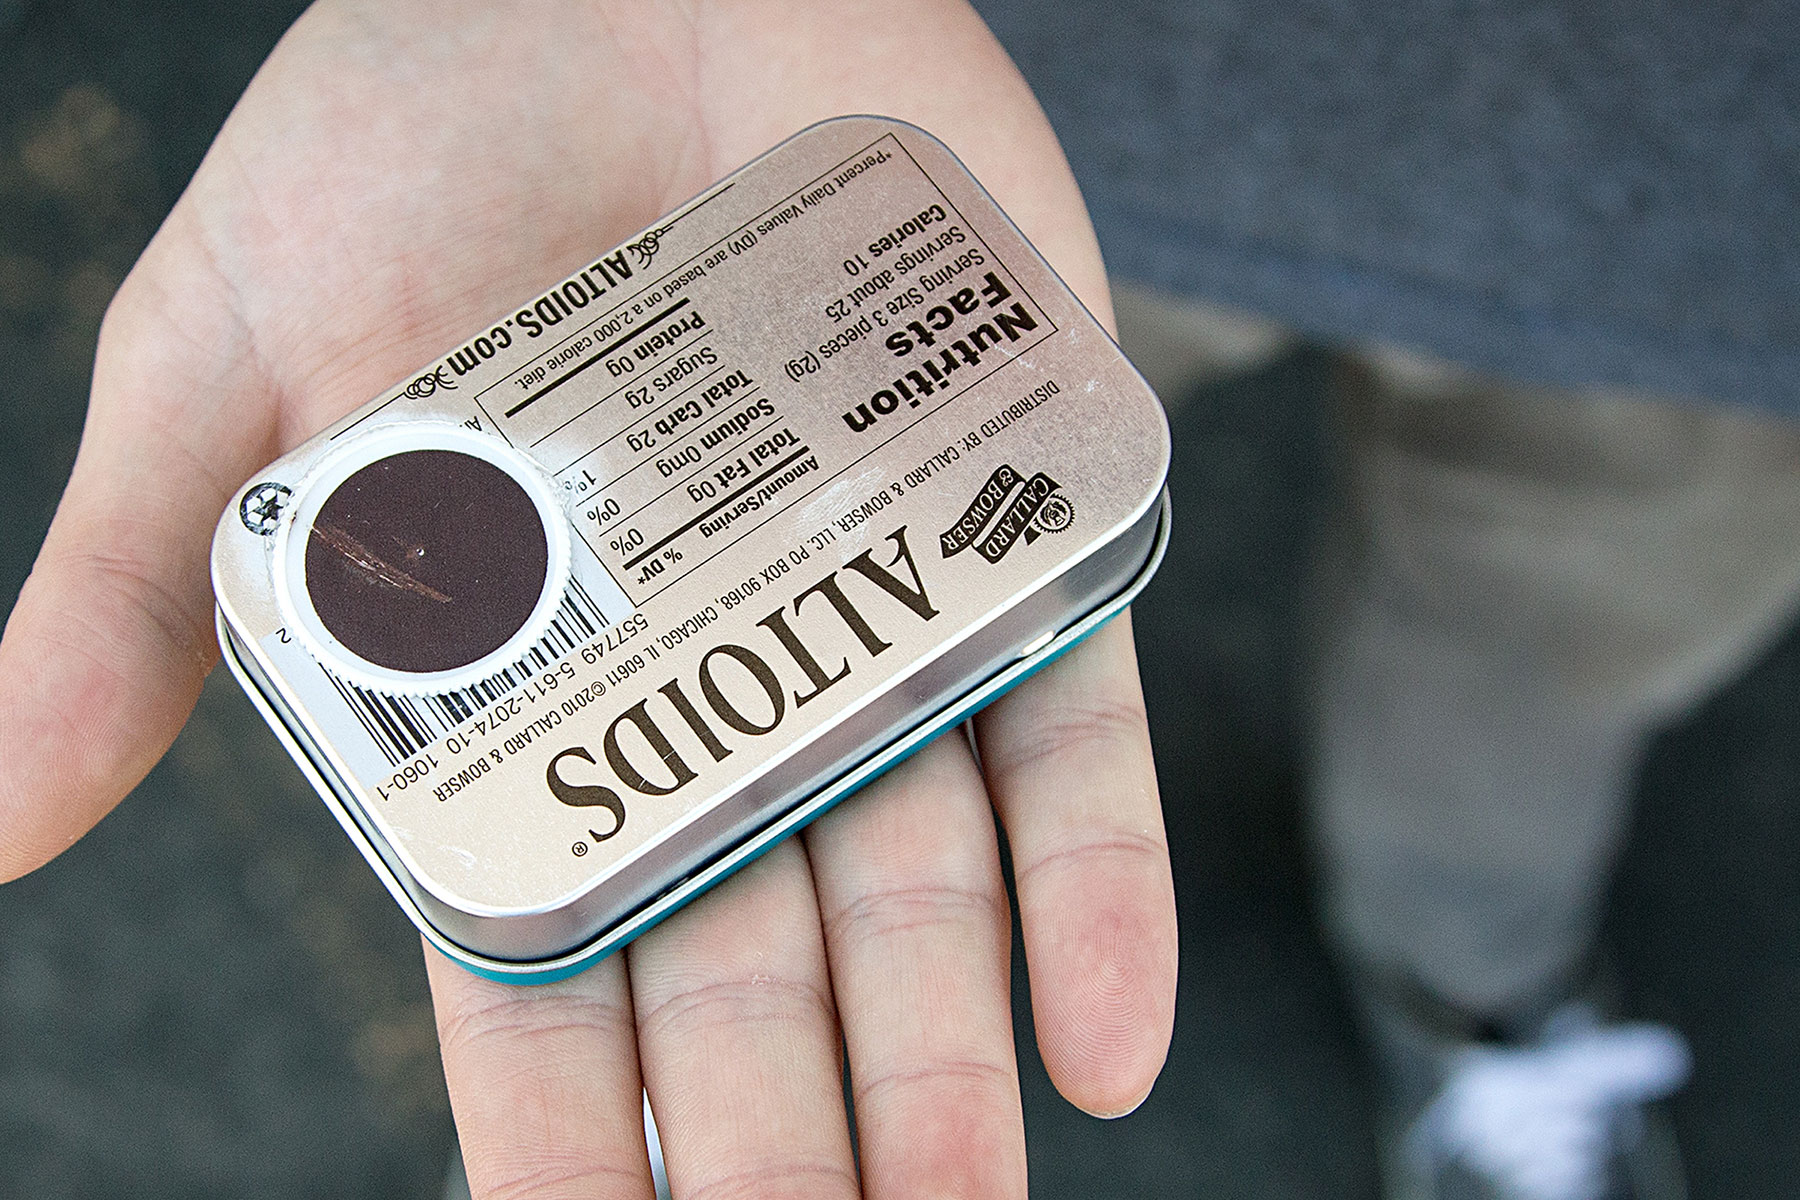 ALTOIDS®
CALLARD
& BOWSER
DISTRIBUTED BY: CALLARD & BOWSER, LLC. PO BOX 90168, CHICAGO, IL 60611 ©2010 CALLARD & BOWSER
Nutrition
Facts
Serving Size 3 pieces (2g)
Servings about 25
Calories 10
Amount/Serving % DV*
Total Fat 0g 0%
Sodium 0mg 0%
Total Carb 2g 1%
Sugars 2g
Protein 0g
*Percent Daily Values (DV) are based on a 2,000 calorie diet.
557749 5-611-2074-10 1060-1
2
ALTOIDS.com